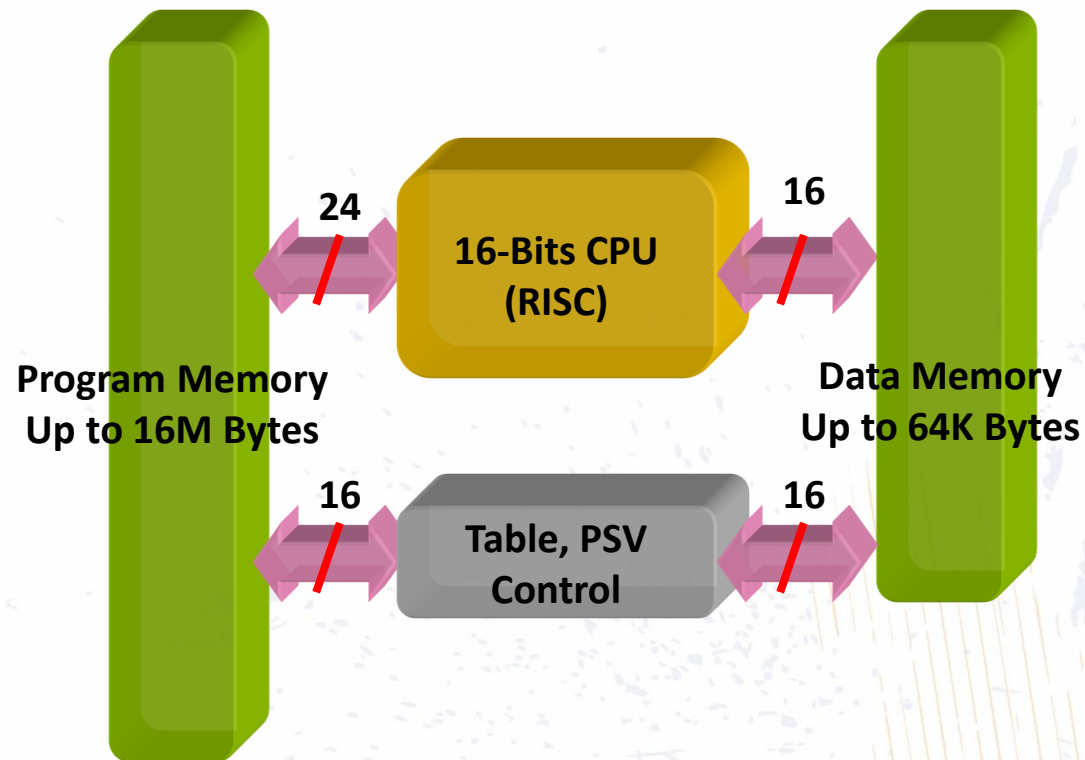 24
16
16-Bits CPU
(RISC)
Program Memory
Up to 16M Bytes
Data Memory
Up to 64K Bytes
16
16
Table, PSV
Control